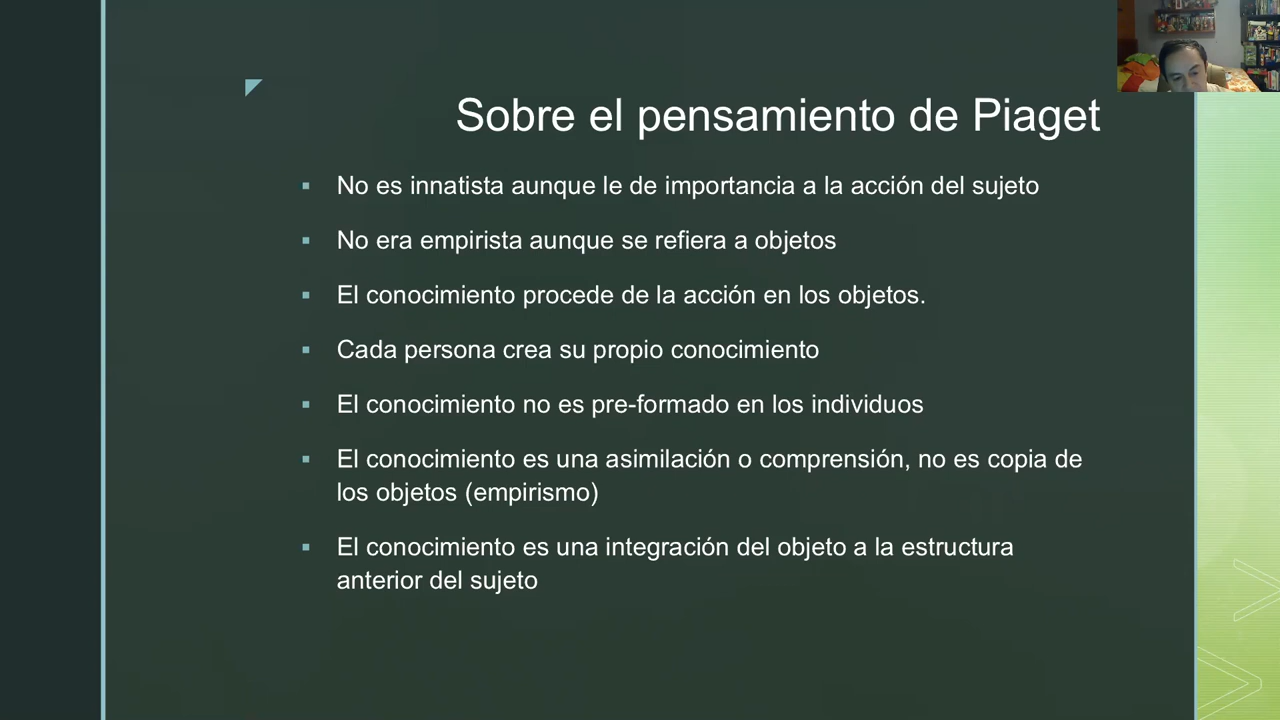 Sobre el pensamiento de Piaget
No es innatista aunque le de importancia a la acción del sujeto
No era empirista aunque se refiera a objetos
El conocimiento procede de la acción en los objetos.
Cada persona crea su propio conocimiento
El conocimiento no es pre-formado en los individuos
El conocimiento es una asimilación o comprensión, no es copia de
los objetos (empirismo)
El conocimiento es una integración del objeto a la estructura
anterior del sujeto